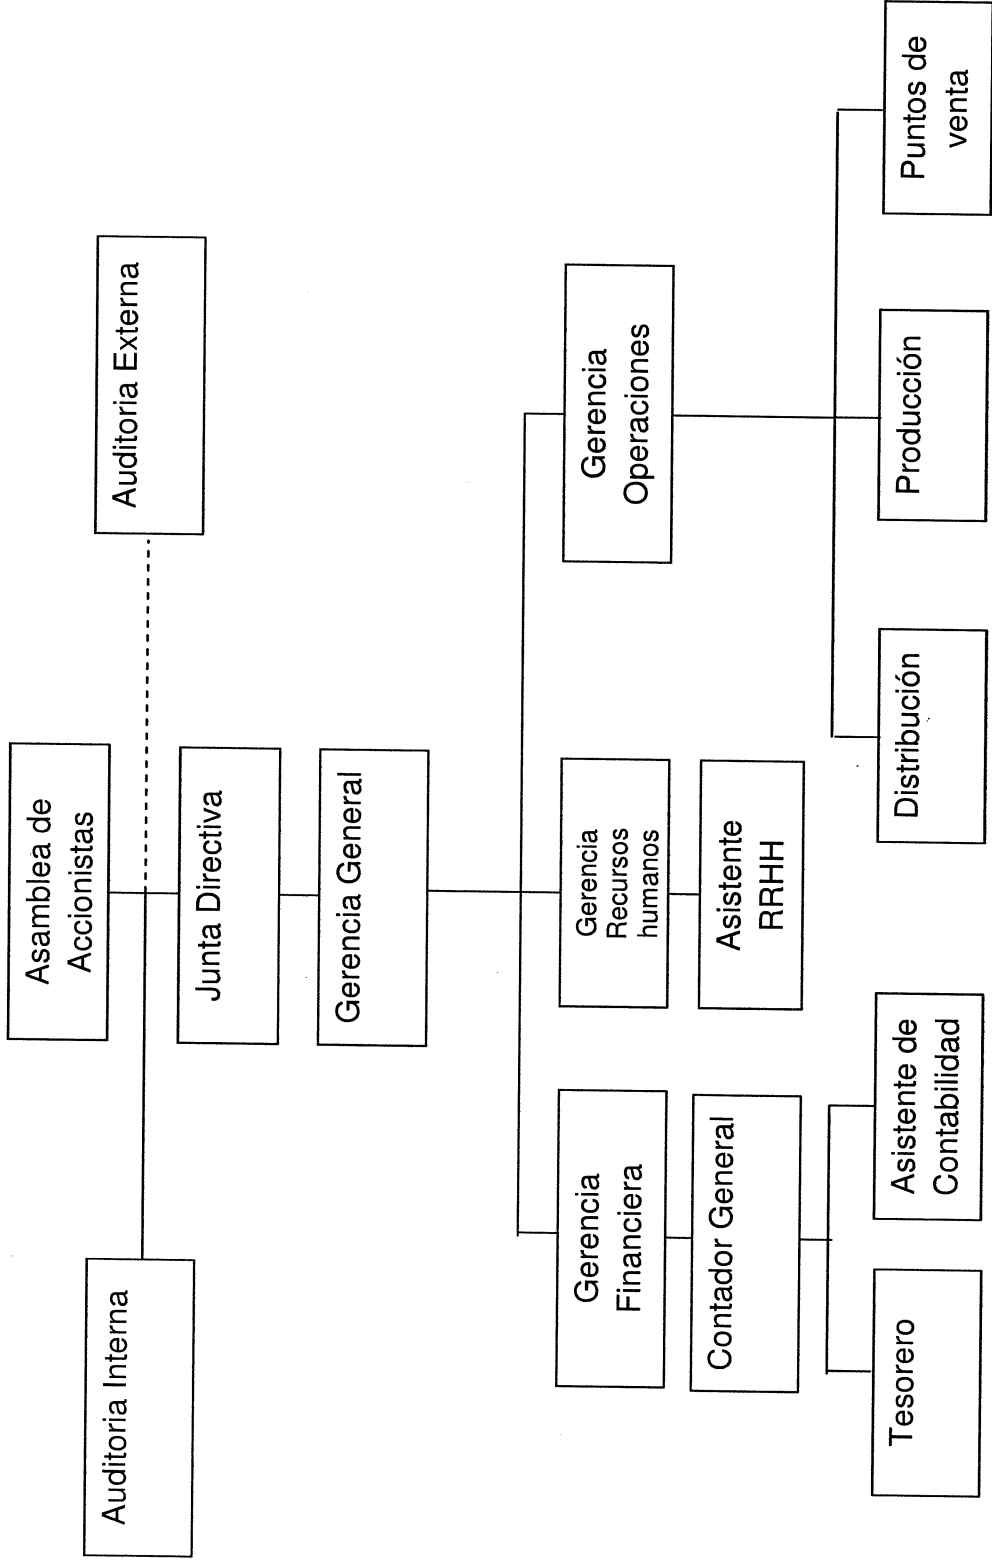 Asamblea de
Accionistas
Auditoria Interna
Auditoria Externa
Junta Directiva
Gerencia General
Gerencia
Financiera
Gerencia
Recursos
humanos
Gerencia
Operaciones
Contador General
Asistente
RRHH
Tesorero
Asistente de
Contabilidad
Distribución
Producción
Puntos de
venta